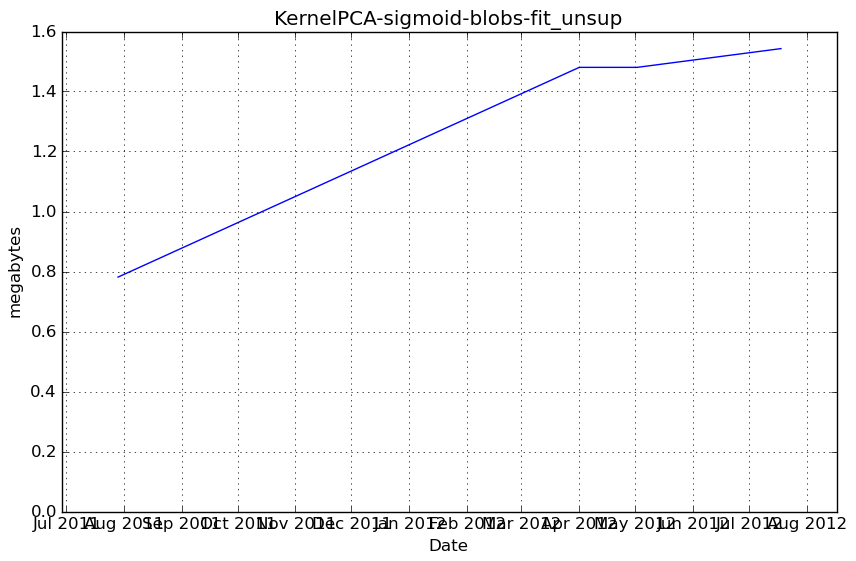 KernelPCA-sigmoid-blobs-fit_unsup
1.6
1.4
1.2
1.0
0.8
0.6
0.4
0.2
0.0
megabytes
Jul 2011 Aug 2011 Sep 2011 Oct 2011 Nov 2011 Dec 2011 Jan 2012 Feb 2012 Mar 2012 Apr 2012 May 2012 Jun 2012 Jul 2012 Aug 2012
Date